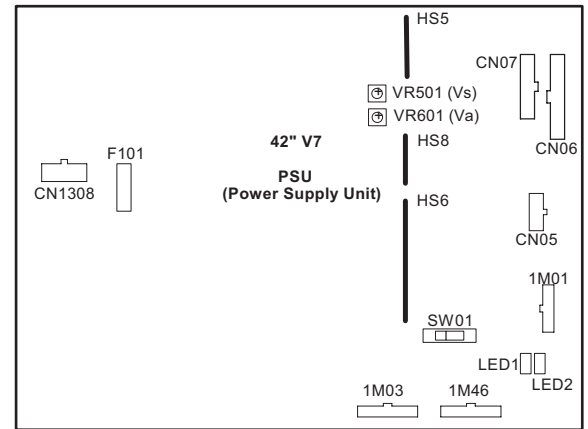 HS5
CN07
VR501 (Vs)
VR601 (Va)
42" V7
HS8
CN06
F101
PSU
(Power Supply Unit)
CN1308
HS6
CN05
1M01
SW01
LED1
LED2
1M03
1M46